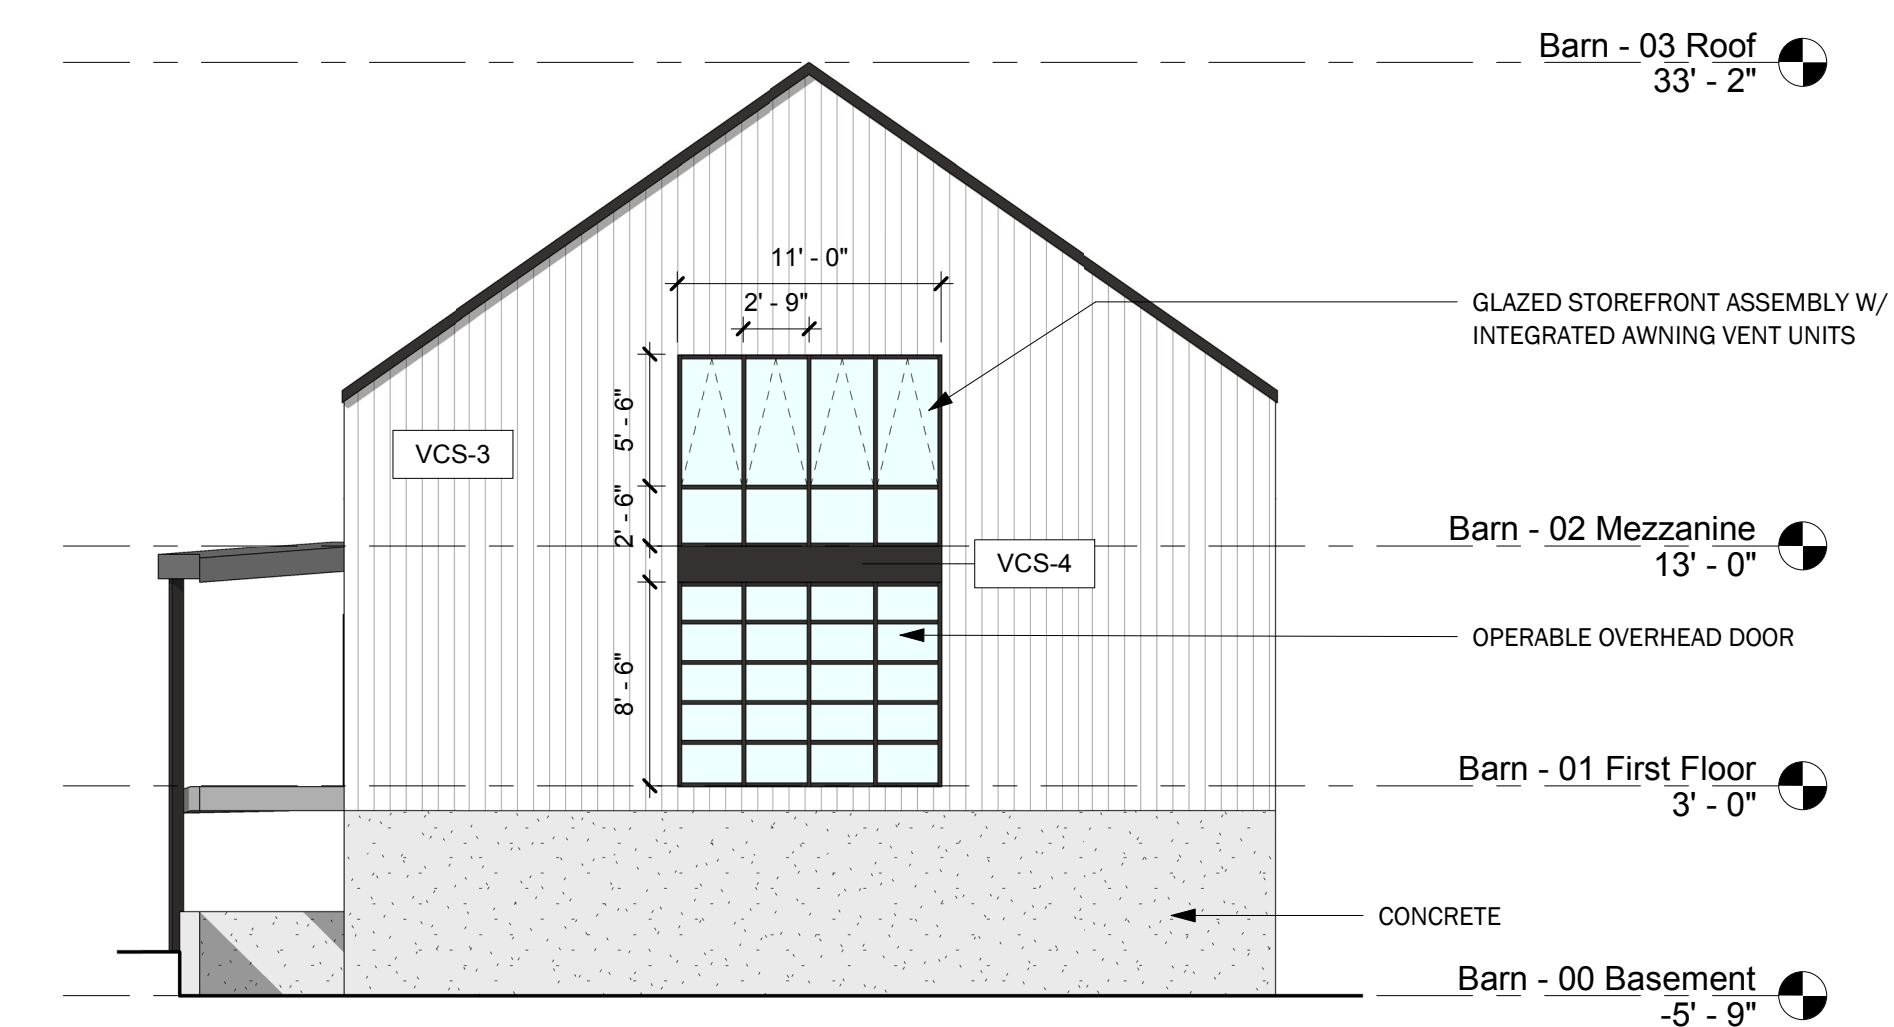 Barn - 03 Roof
33' - 2"
11' - 0"
2' - 9"
GLAZED STOREFRONT ASSEMBLY W/
INTEGRATED AWNING VENT UNITS
5' - 6"
VCS-3
2' - 6"
Barn - 02 Mezzanine
13' - 0"
VCS-4
OPERABLE OVERHEAD DOOR
8' - 6"
Barn - 01 First Floor
3' - 0"
CONCRETE
Barn - 00 Basement
-5' - 9"